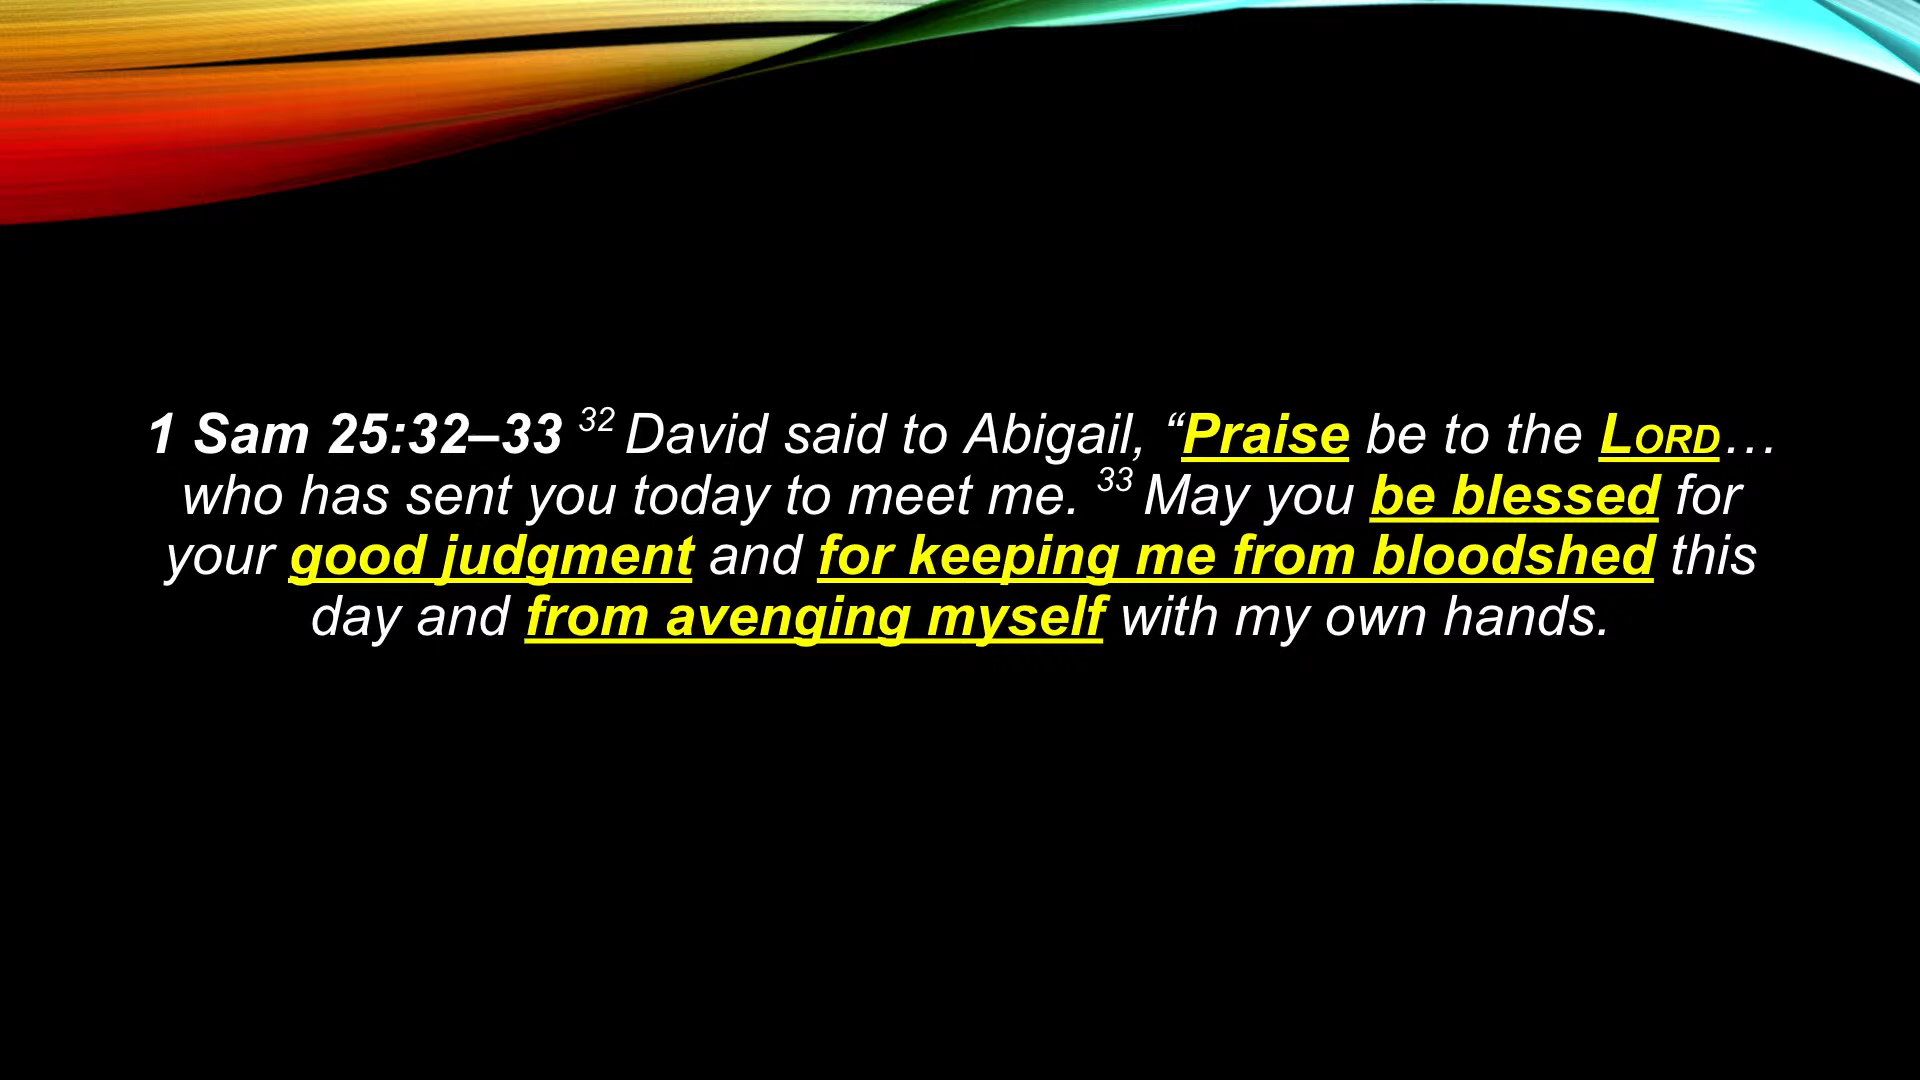 1 Sam 25:32–33 32 David said to Abigail, “Praise be to the LORD…
who has sent you today to meet me. 33 May you be blessed for
your good judgment and for keeping me from bloodshed this
day and from avenging myself with my own hands.